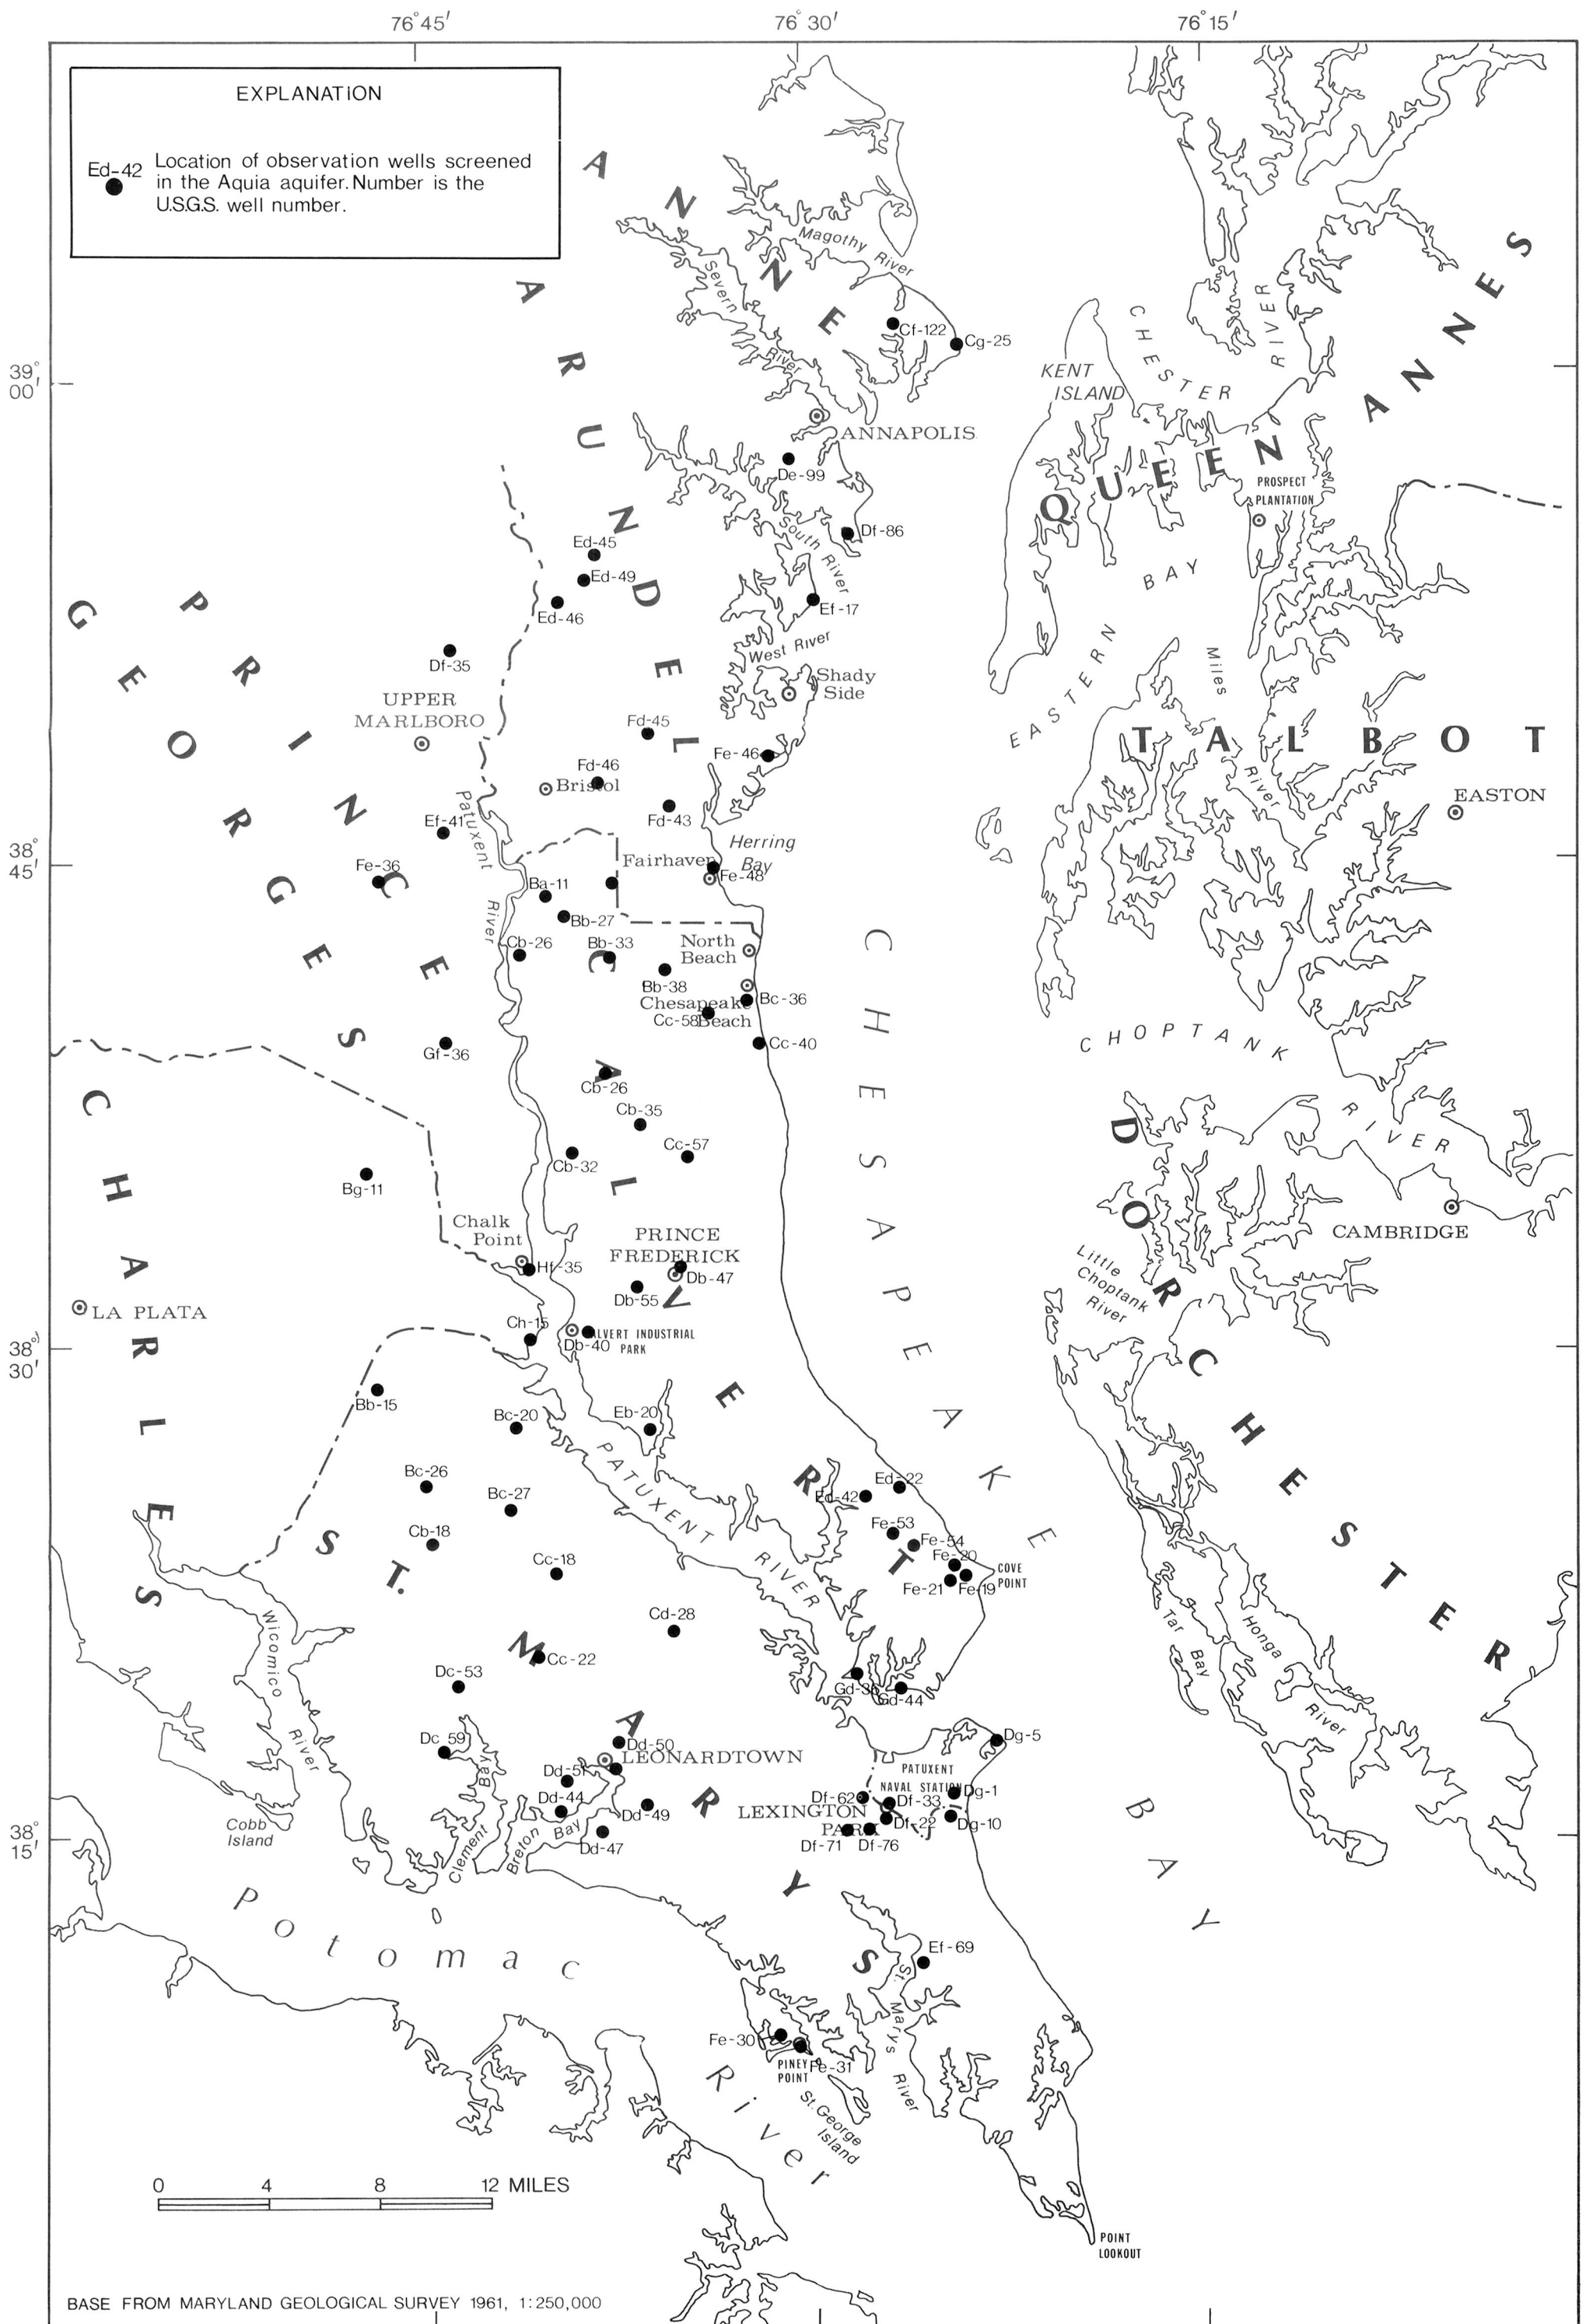 76°45'
76°30'
76°15'
EXPLANATION
Ed-42
Location of observation wells screened
in the Aquia aquifer. Number is the
U.S.G.S. well number.
ANNE
ARUNDEL
Magothy River
Severn
River
Cf-122
Cg-25
39°
00'
KENT
ISLAND
CHESTER
RIVER
QUEEN ANNES
ANNAPOLIS
De-99
PROSPECT
PLANTATION
South River
Df-86
Ed-45
Ed-49
Ed-46
Ef-17
EASTERN BAY
PRINCE
GEORGES
Df-35
West River
Shady
Side
Miles
River
UPPER
MARLBORO
Fd-45
Fe-46
TALBOT
Fd-46
Bristol
EASTON
Patuxent
River
Ef-41
Fd-43
Herring
Bay
38°
45'
Fairhaven
Fe-48
Fe-36
Ba-11
Bb-27
Cb-26
Bb-33
North
Beach
Bb-38
Bc-36
Chesapeake
Beach
Cc-58
Cc-40
Gf-36
CHOPTANK
RIVER
CALVERT
Cb-26
Cb-35
Cc-57
Cb-32
CHARLES
Bg-11
CHESAPEAKE
BAY
DORCHESTER
CAMBRIDGE
Chalk
Point
PRINCE
FREDERICK
Hf-35
Db-47
Db-55
Little
Choptank
River
LA PLATA
Ch-15
ALVERT INDUSTRIAL
PARK
Db-40
38°
30'
Bb-15
Bc-20
Eb-20
PATUXENT
RIVER
Bc-26
Bc-27
Ed-22
Ed-42
Cb-18
Fe-53
Fe-54
Fe-20
Cc-18
Fe-21
Fe-19
COVE
POINT
ST. MARYS
Wicomico
River
Cd-28
Tar
Bay
Honga
River
Cc-22
Dc-53
Gd-36
Gd-44
Dc 59
Dd-50
LEONARDTOWN
Dg-5
PATUXENT
NAVAL STATION
Dd-51
Dd-44
Dd-49
Dd-47
Df-62
Df-33
Dg-1
LEXINGTON
PARK
Df-22
Dg-10
Df-71
Df-76
Cobb
Island
Clement
Bay
Breton
Bay
38°
15'
Potomac
River
Ef-69
St.
Marys
River
Fe-30
Fe-31
PINEY
POINT
St. George
Island
0
4
8
12 MILES
POINT
LOOKOUT
BASE FROM MARYLAND GEOLOGICAL SURVEY 1961, 1:250,000